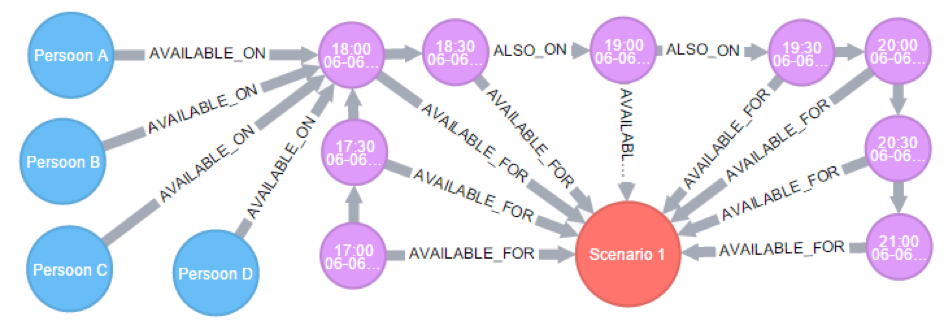 Persoon A
AVAILABLE_ON
18:00
06-06...
18:30
06-06...
ALSO_ON
19:00
06-06...
ALSO_ON
19:30
06-06...
20:00
06-06...
Persoon B
AVAILABLE_ON
Persoon C
AVAILABLE_ON
Persoon D
AVAILABLE_ON
17:30
06-06...
17:00
06-06...
AVAILABLE_FOR
AVAILABLE_FOR
AVAILABL...
AVAILABLE_FOR
AVAILABLE_FOR
AVAILABLE_FOR
AVAILABLE_FOR
Scenario 1
AVAILABLE_FOR
20:30
06-06...
AVAILABLE_FOR
21:00
06-06...